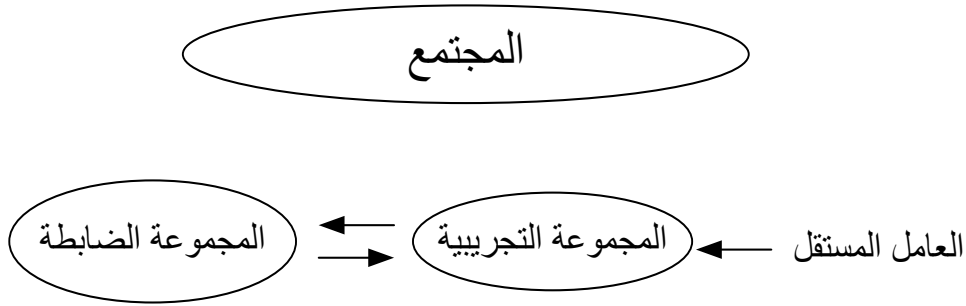 المجتمع
العامل المستقل
المجموعة التجريبية
المجموعة الضابطة